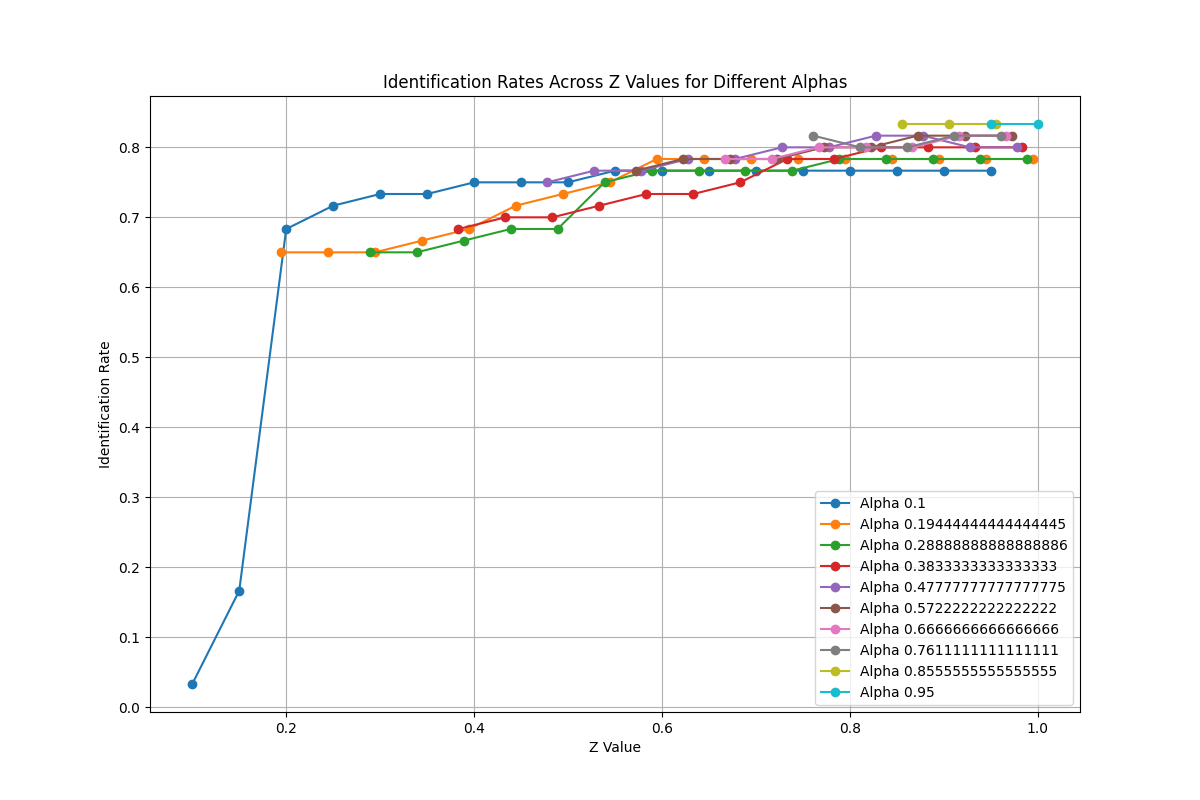 Identification Rates Across Z Values for Different Alphas
Identification Rate
0.8
0.7
0.6
0.5
0.4
0.3
0.2
0.1
0.0
0.2
0.4
0.6
0.8
1.0
Z Value
Alpha 0.1
Alpha 0.19444444444444445
Alpha 0.28888888888888886
Alpha 0.3833333333333333
Alpha 0.47777777777777775
Alpha 0.5722222222222222
Alpha 0.6666666666666666
Alpha 0.7611111111111111
Alpha 0.8555555555555555
Alpha 0.95